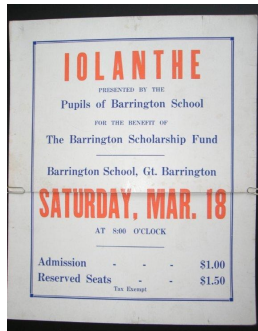 IOLANTHE
PRESENTED BY THE
Pupils of Barrington School
FOR THE BENEFIT OF
The Barrington Scholarship Fund
Barrington School, Gt. Barrington
SATURDAY, MAR. 18
AT 8:00 O'CLOCK
Admission - - - $1.00
Reserved Seats - - $1.50
Tax Exempt